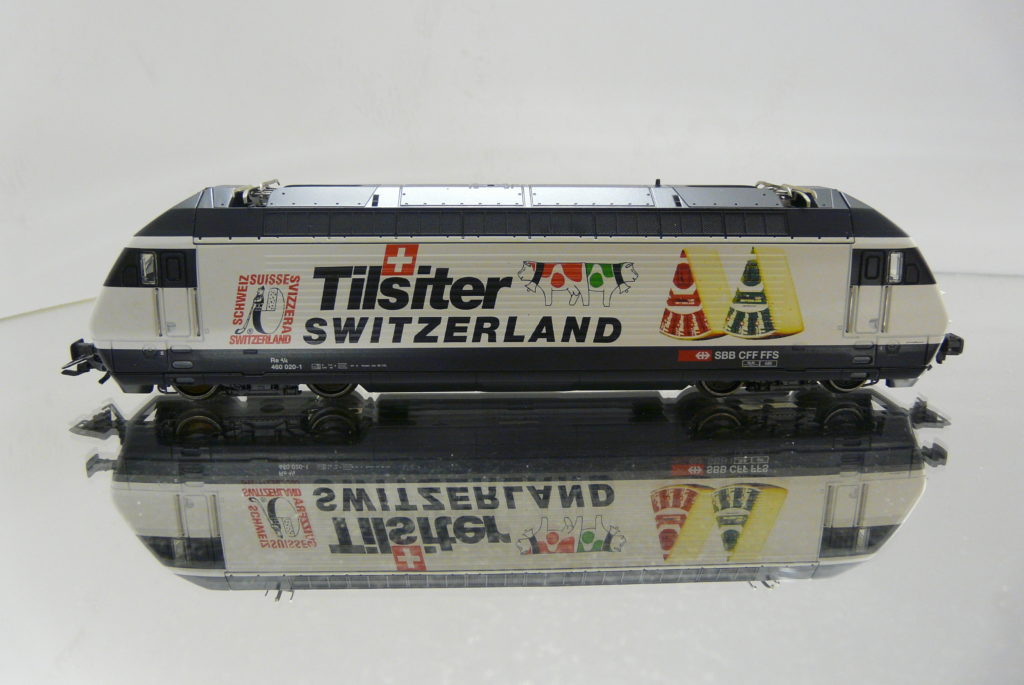 SCHWEIZ
SUISSE
SVIZZERA
SWITZERLAND
Tilsiter
SWITZERLAND
Re 4/4
460 020-1
SBB CFF FFS